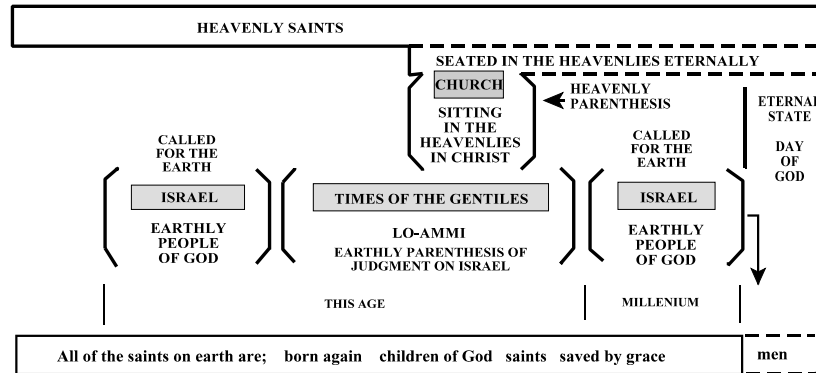 HEAVENLY SAINTS
SEATED IN THE HEAVENLIES ETERNALLY
CHURCH
SITTING
IN THE
HEAVENLIES
IN CHRIST
HEAVENLY
PARENTHESIS
ETERNAL
STATE
DAY
OF
GOD
CALLED
FOR THE
EARTH
ISRAEL
EARTHLY
PEOPLE
OF GOD
TIMES OF THE GENTILES
LO-AMMI
EARTHLY PARENTHESIS OF
JUDGMENT ON ISRAEL
CALLED
FOR THE
EARTH
ISRAEL
EARTHLY
PEOPLE
OF GOD
THIS AGE
MILLENIUM
All of the saints on earth are; born again children of God saints saved by grace
men